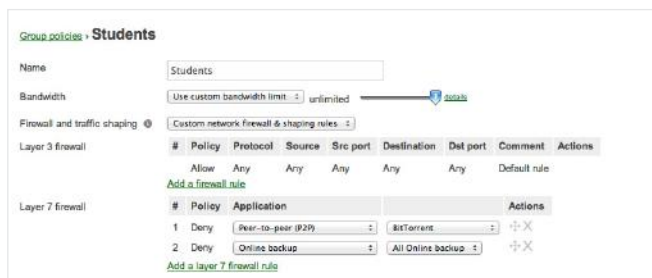 Group policies › Students
Name Students
Bandwidth Use custom bandwidth limit unlimited details
Firewall and traffic shaping Custom network firewall & shaping rules
Layer 3 firewall # Policy Protocol Source Src port Destination Dst port Comment Actions
Allow Any Any Any Any Any Default rule
Add a firewall rule
Layer 7 firewall # Policy Application Actions
1 Deny Peer-to-peer (P2P) BitTorrent
2 Deny Online backup All Online backup
Add a layer 7 firewall rule